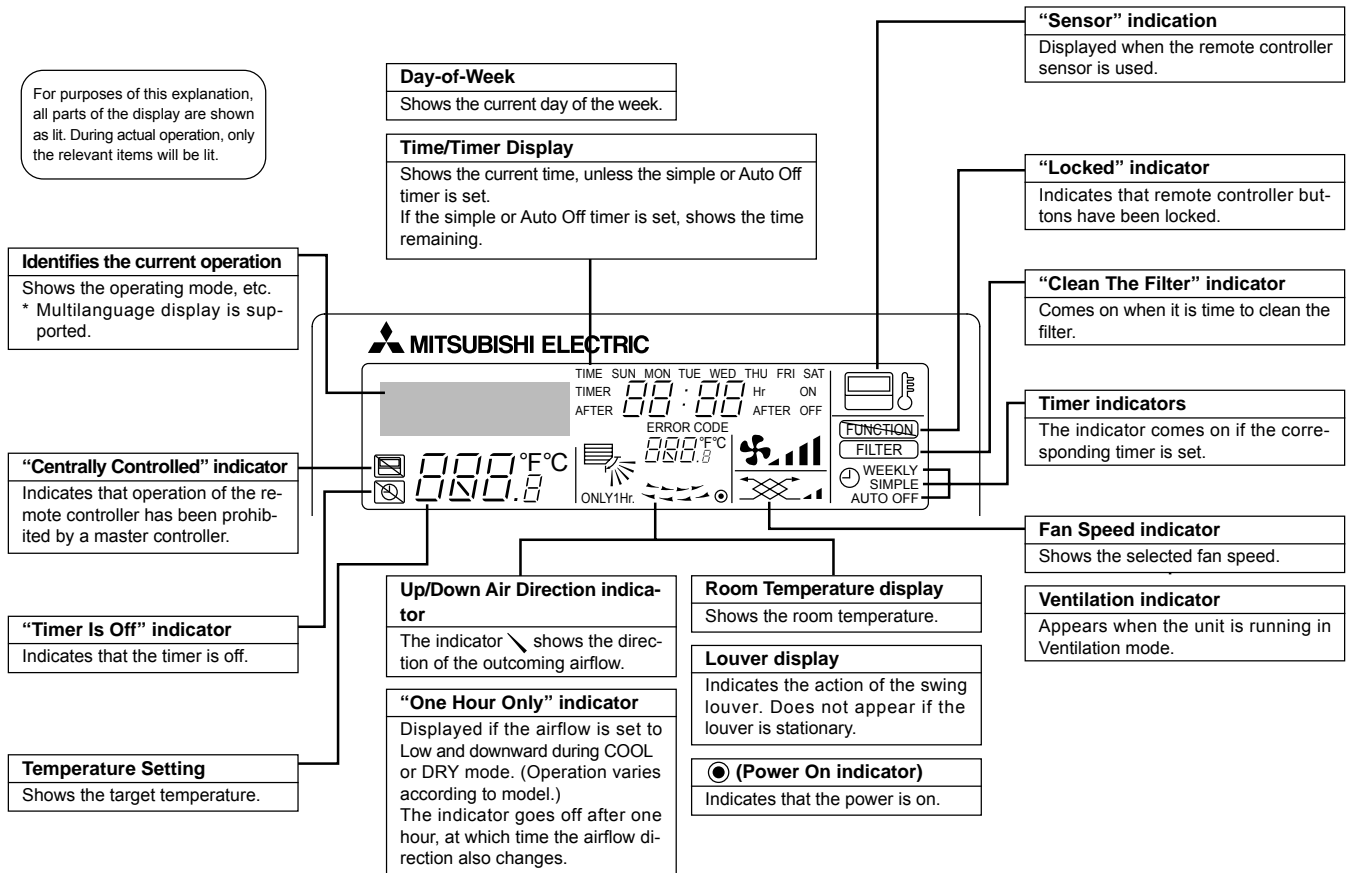 For purposes of this explanation,
all parts of the display are shown
as lit. During actual operation, only
the relevant items will be lit.
Day-of-Week
Shows the current day of the week.
Time/Timer Display
Shows the current time, unless the simple or Auto Off
timer is set.
If the simple or Auto Off timer is set, shows the time
remaining.
“Sensor” indication
Displayed when the remote controller
sensor is used.
“Locked” indicator
Indicates that remote controller but-
tons have been locked.
“Clean The Filter” indicator
Comes on when it is time to clean the
filter.
Timer indicators
The indicator comes on if the corre-
sponding timer is set.
Fan Speed indicator
Shows the selected fan speed.
Ventilation indicator
Appears when the unit is running in
Ventilation mode.
Identifies the current operation
Shows the operating mode, etc.
* Multilanguage display is sup-
ported.
“Centrally Controlled” indicator
Indicates that operation of the re-
mote controller has been prohib-
ited by a master controller.
“Timer Is Off” indicator
Indicates that the timer is off.
Temperature Setting
Shows the target temperature.
MITSUBISHI ELECTRIC
TIME SUN MON TUE WED THU FRI SAT
TIMER 88:88 Hr ON
AFTER AFTER OFF
ERROR CODE
888.8 °F°C
888.8 °F°C
ONLY1Hr.
FUNCTION
FILTER
WEEKLY
SIMPLE
AUTO OFF
Up/Down Air Direction indica-
tor
The indicator shows the direc-
tion of the outcoming airflow.
“One Hour Only” indicator
Displayed if the airflow is set to
Low and downward during COOL
or DRY mode. (Operation varies
according to model.)
The indicator goes off after one
hour, at which time the airflow di-
rection also changes.
Room Temperature display
Shows the room temperature.
Louver display
Indicates the action of the swing
louver. Does not appear if the
louver is stationary.
(Power On indicator)
Indicates that the power is on.